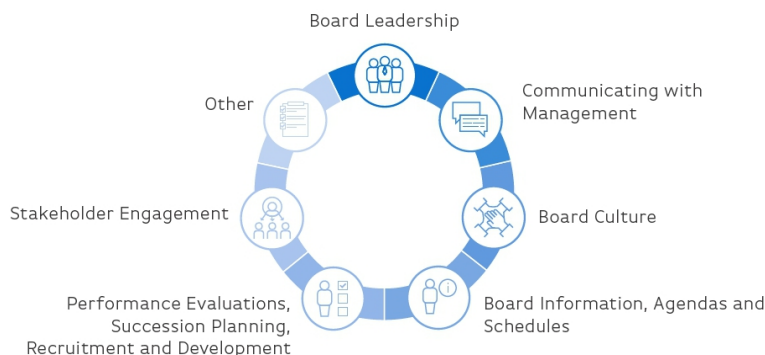 Board Leadership
Communicating with
Management
Board Culture
Board Information, Agendas and
Schedules
Performance Evaluations,
Succession Planning,
Recruitment and Development
Stakeholder Engagement
Other